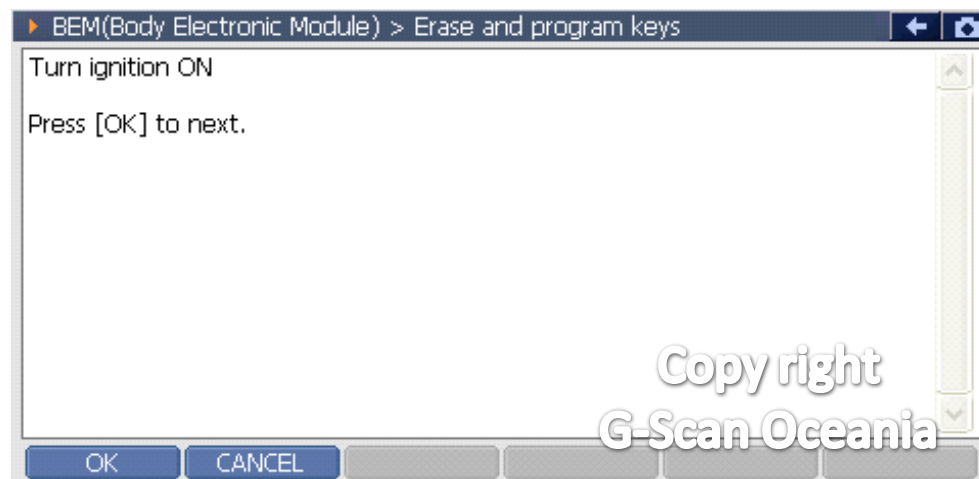 BEM(Body Electronic Module) > Erase and program keys
Turn ignition ON
Press [OK] to next.
Copy right
G-Scan Oceania
OK CANCEL